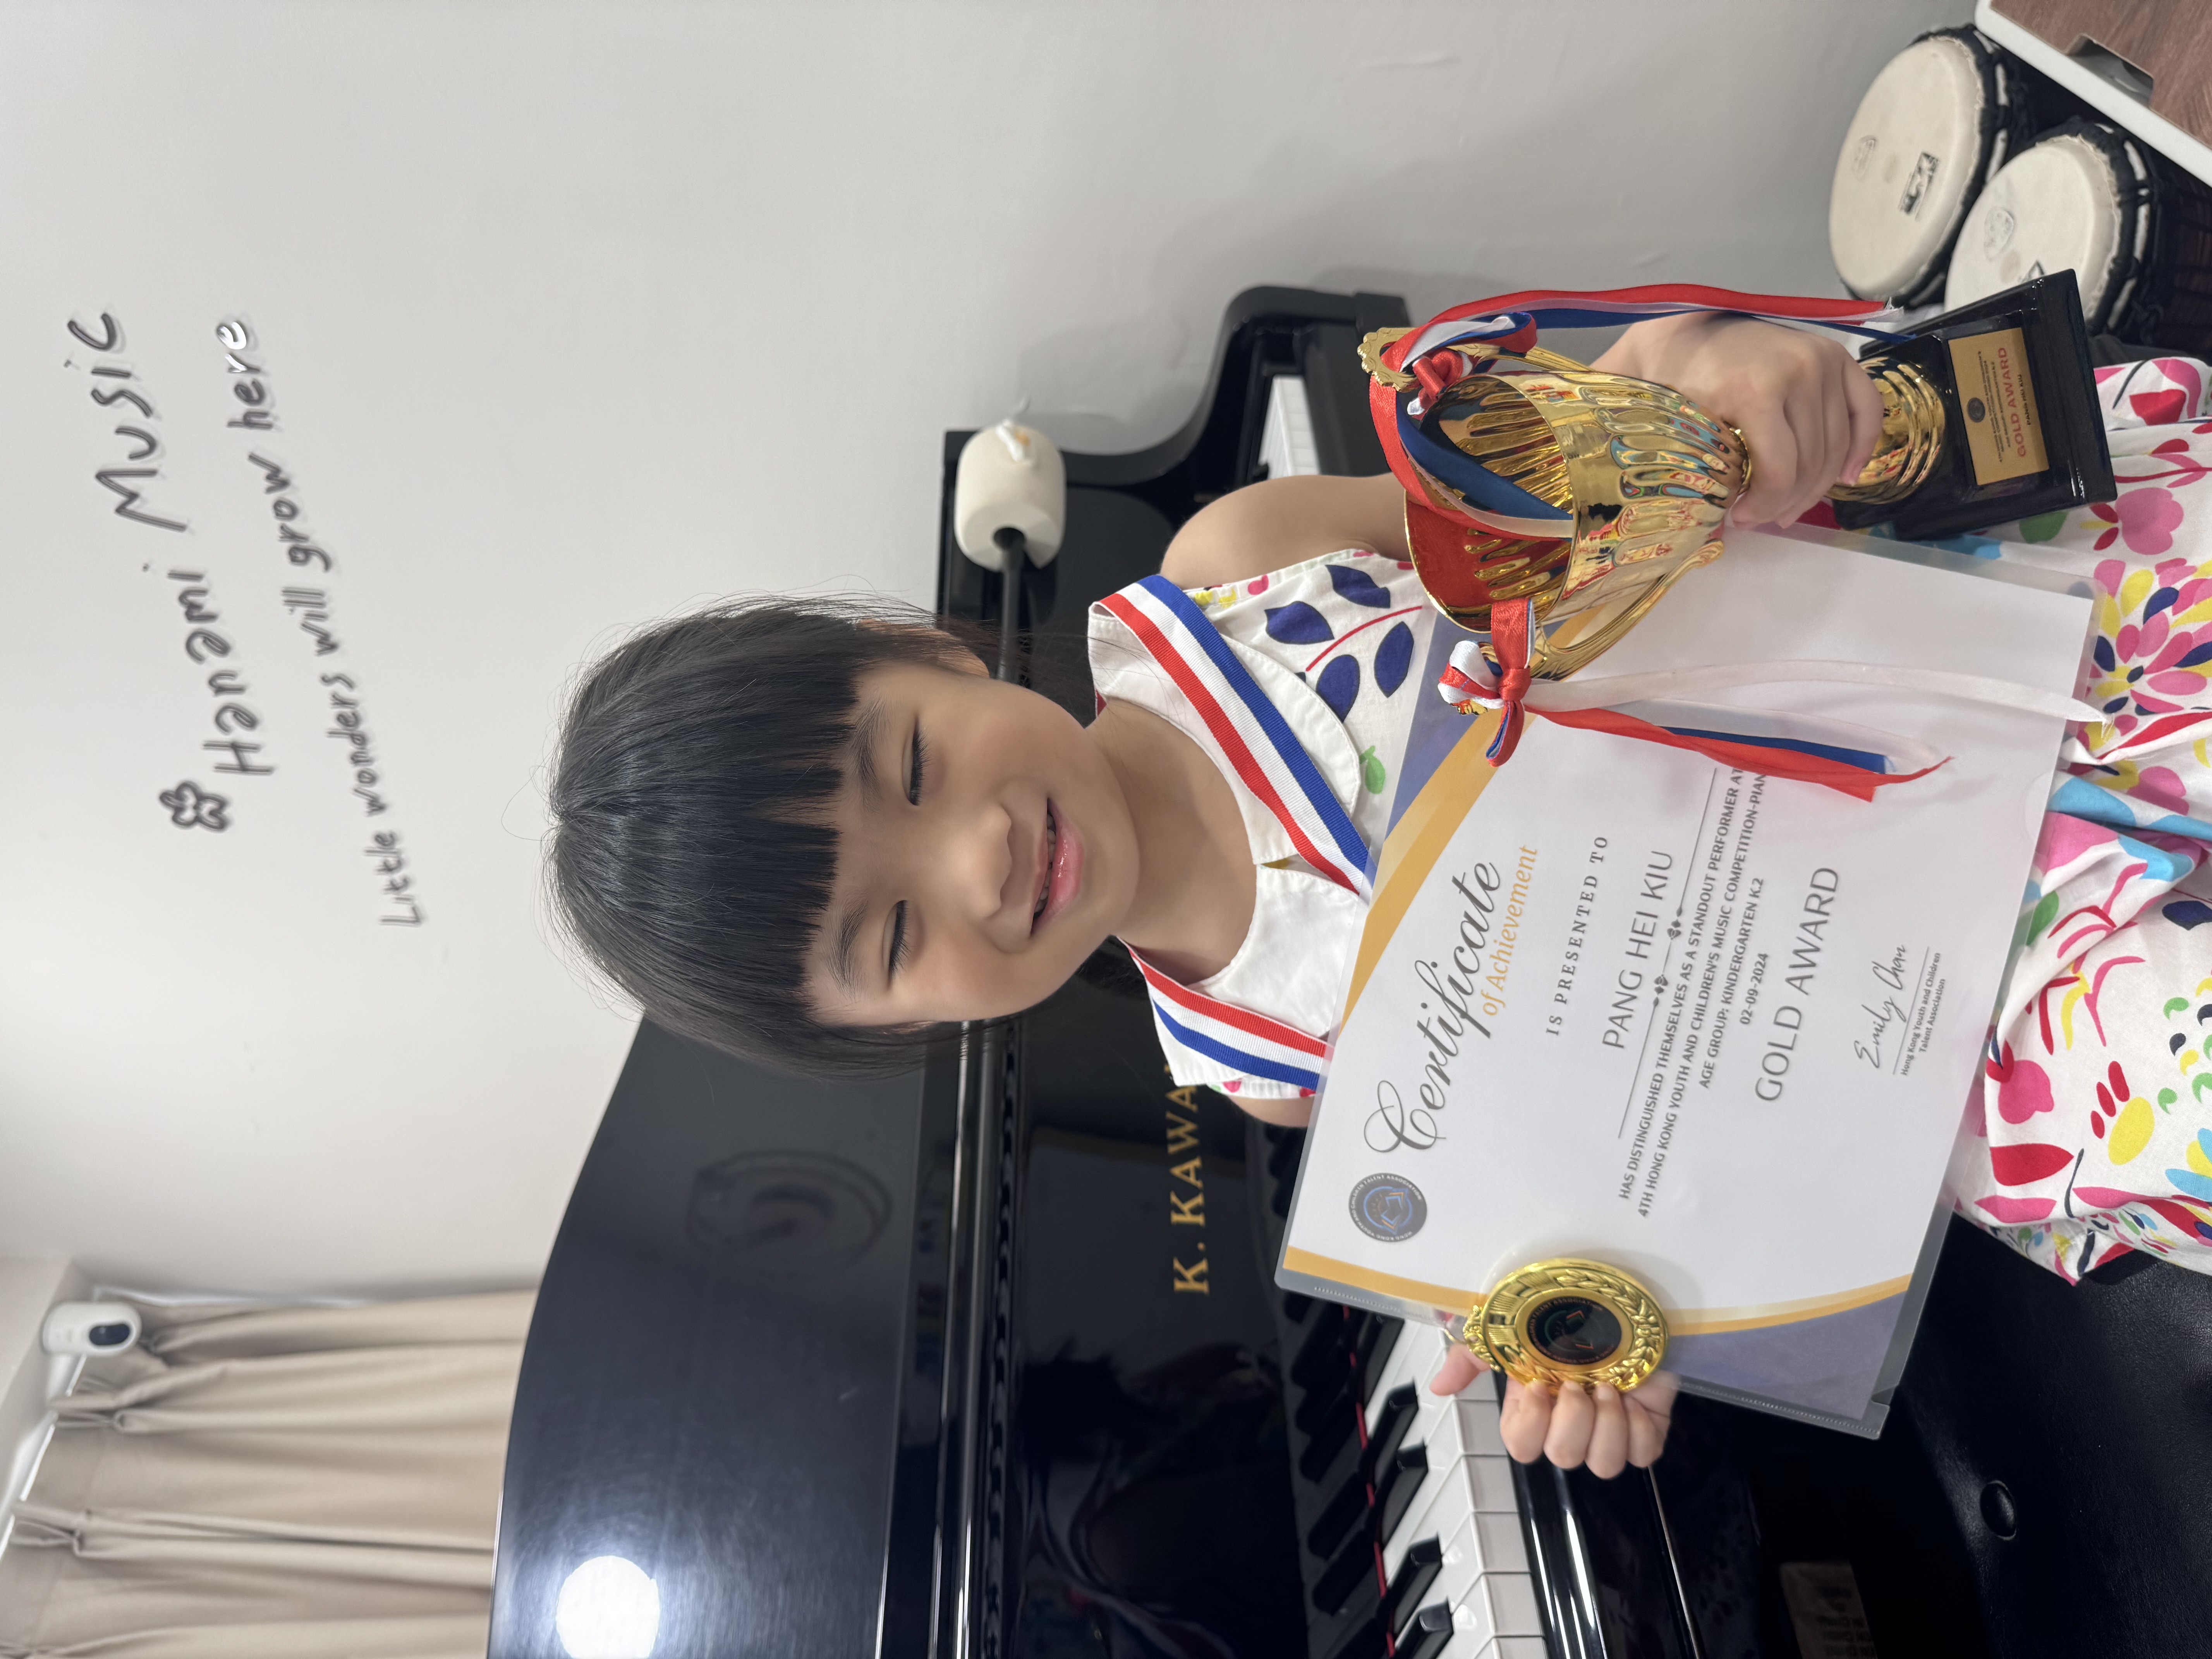 Hanami Music
Little wonders will grow here
K. KAWA
Certificate
of Achievement
IS PRESENTED TO
PANG HEI KIU
HAS DISTINGUISHED THEMSELVES AS A STANDOUT PERFORMER AT
4TH HONG KONG YOUTH AND CHILDREN'S MUSIC COMPETITION-PIAN
AGE GROUP: KINDERGARTEN K.2
02-09-2024
GOLD AWARD
Emily Chan
Hong Kong Youth and Children
Talent Association
GOLD AWARD
PANG HEI KIU